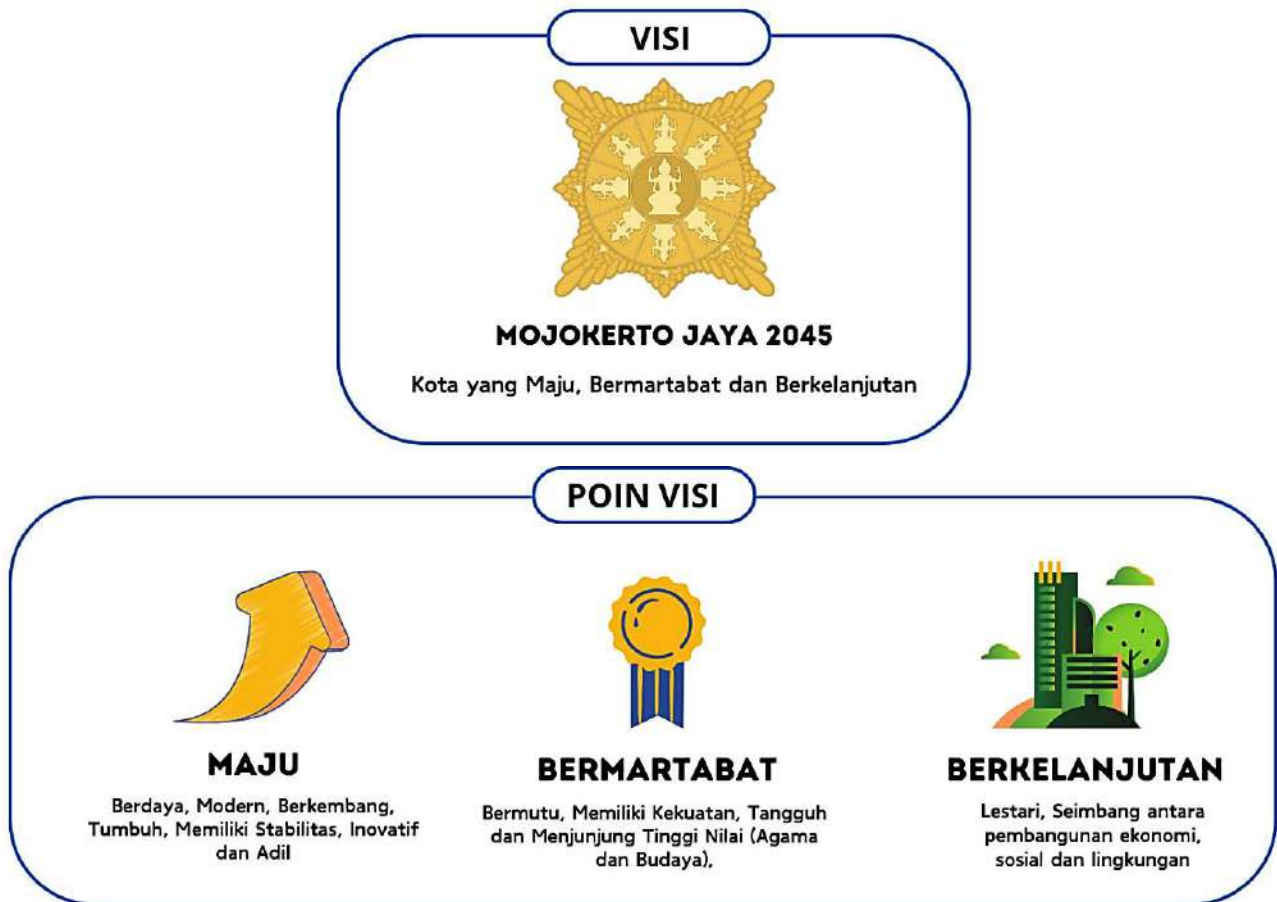 VISI
MOJOKERTO JAYA 2045
Kota yang Maju, Bermartabat dan Berkelanjutan
POIN VISI
MAJU
Berdaya, Modern, Berkembang,
Tumbuh, Memiliki Stabilitas, Inovatif
dan Adil
BERMARTABAT
Bermutu, Memiliki Kekuatan, Tangguh
dan Menjunjung Tinggi Nilai (Agama
dan Budaya),
BERKELANJUTAN
Lestari, Seimbang antara
pembangunan ekonomi,
sosial dan lingkungan